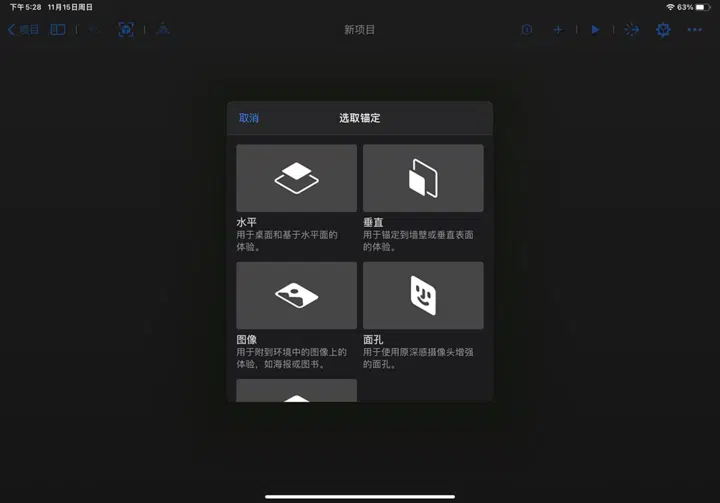 下午5:28 11月15日周日
63%
项目
新项目
取消
选取锚定
水平
用于桌面和基于水平面的
体验。
垂直
用于锚定到墙壁或垂直表面
的体验。
图像
用于附到环境中的图像上的
体验，如海报或图书。
面孔
用于使用原深感摄像头增强
的面孔。